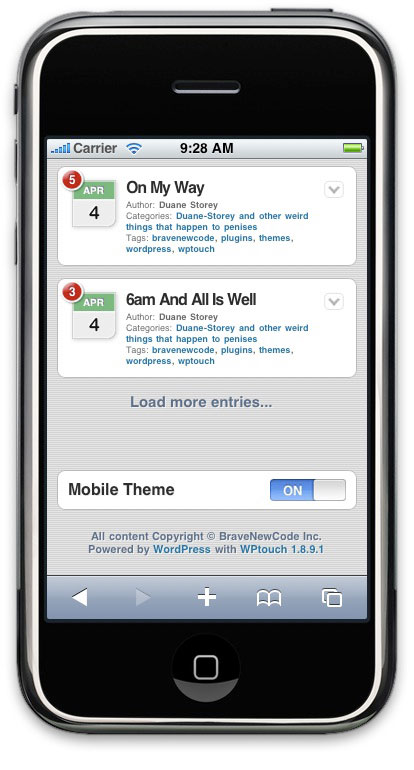 Carrier 9:28 AM
5
APR
4
On My Way
Author: Duane Storey
Categories: Duane-Storey and other weird
things that happen to penises
Tags: bravenewcode, plugins, themes,
wordpress, wptouch
3
APR
4
6am And All Is Well
Author: Duane Storey
Categories: Duane-Storey and other weird
things that happen to penises
Tags: bravenewcode, plugins, themes,
wordpress, wptouch
Load more entries...
Mobile Theme ON
All content Copyright © BraveNewCode Inc.
Powered by WordPress with WPtouch 1.8.9.1